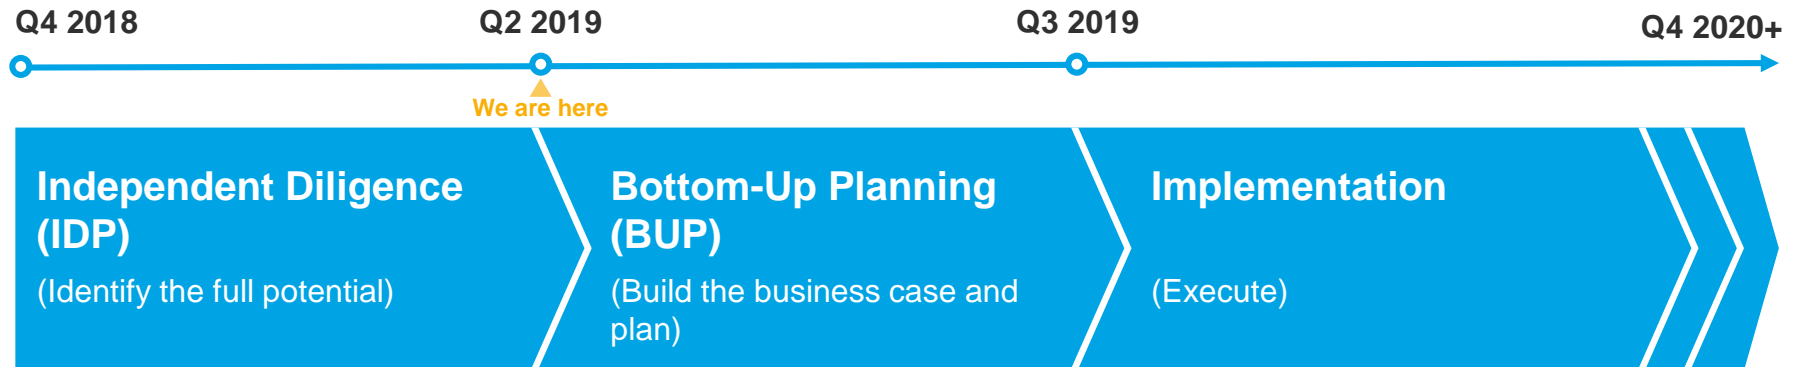 Q4 2018
Q2 2019
Q3 2019
Q4 2020+
We are here
Independent Diligence
(IDP)
(Identify the full potential)
Bottom-Up Planning
(BUP)
(Build the business case and
plan)
Implementation
(Execute)